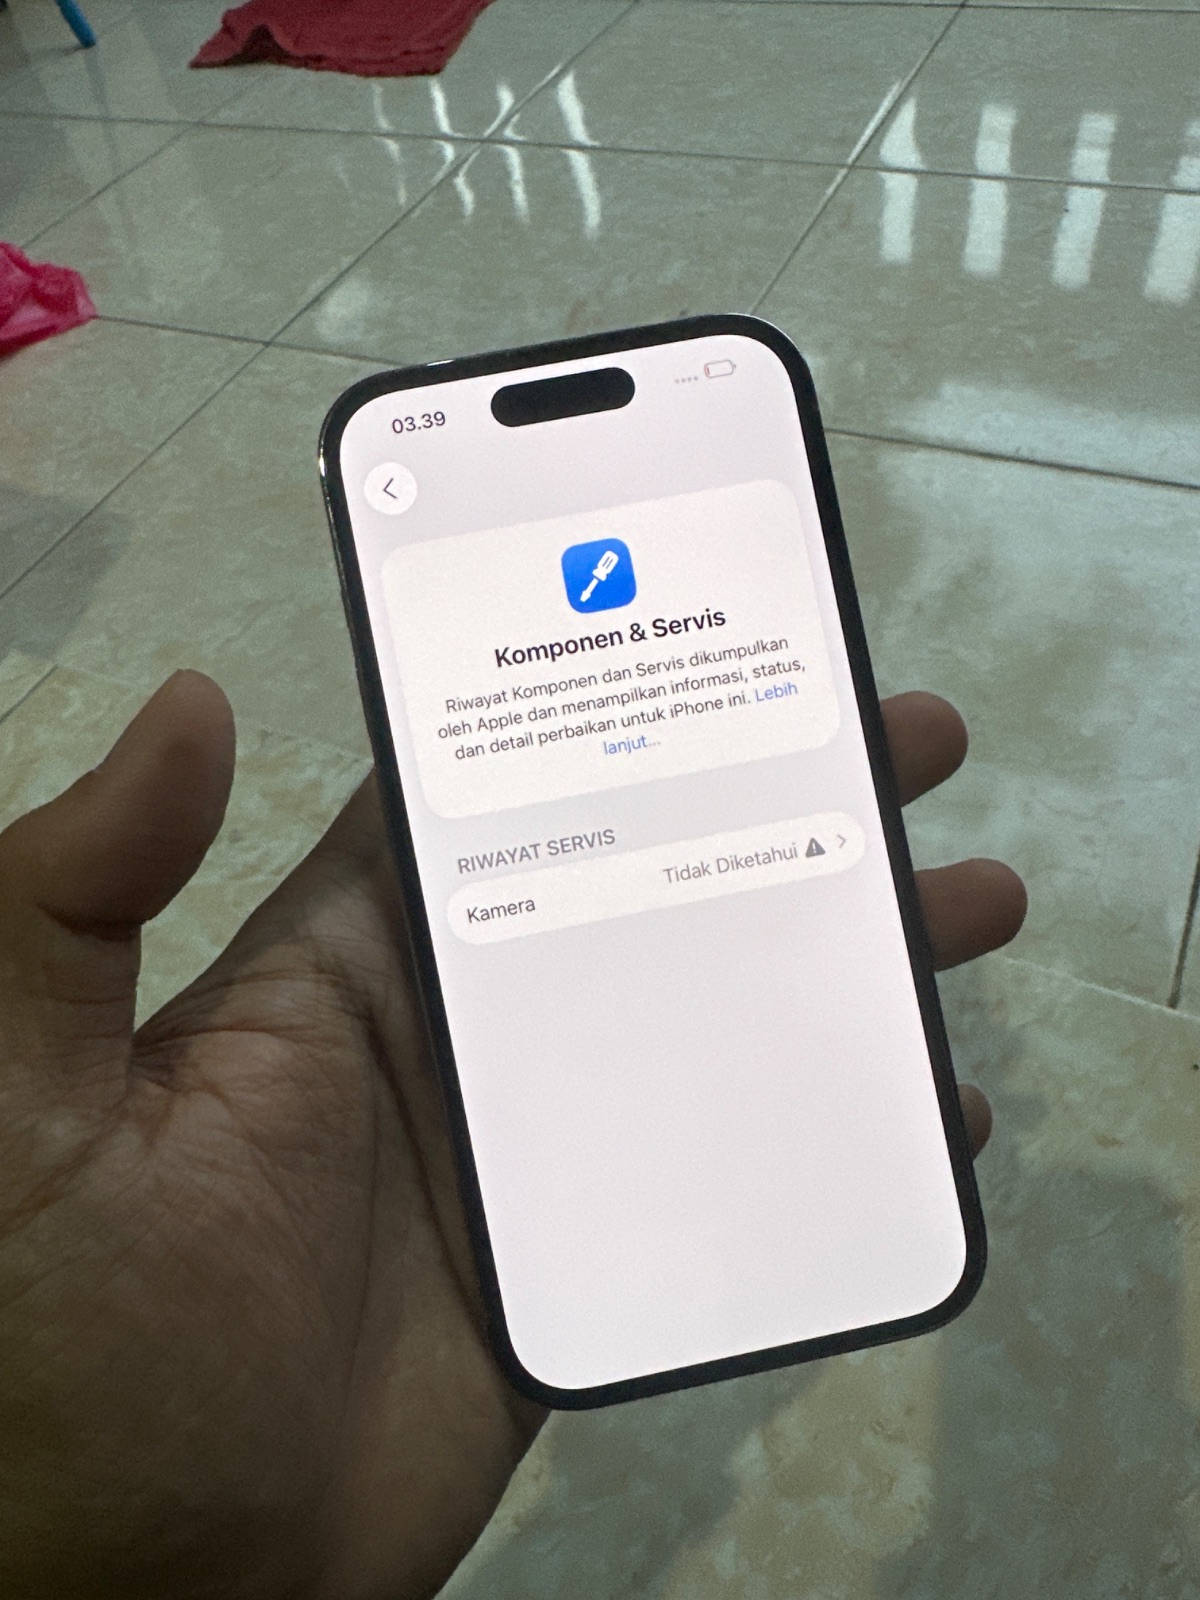 03.39
Komponen & Servis
Riwayat Komponen dan Servis dikumpulkan
oleh Apple dan menampilkan informasi, status,
dan detail perbaikan untuk iPhone ini. Lebih
lanjut...
RIWAYAT SERVIS
Kamera Tidak Diketahui